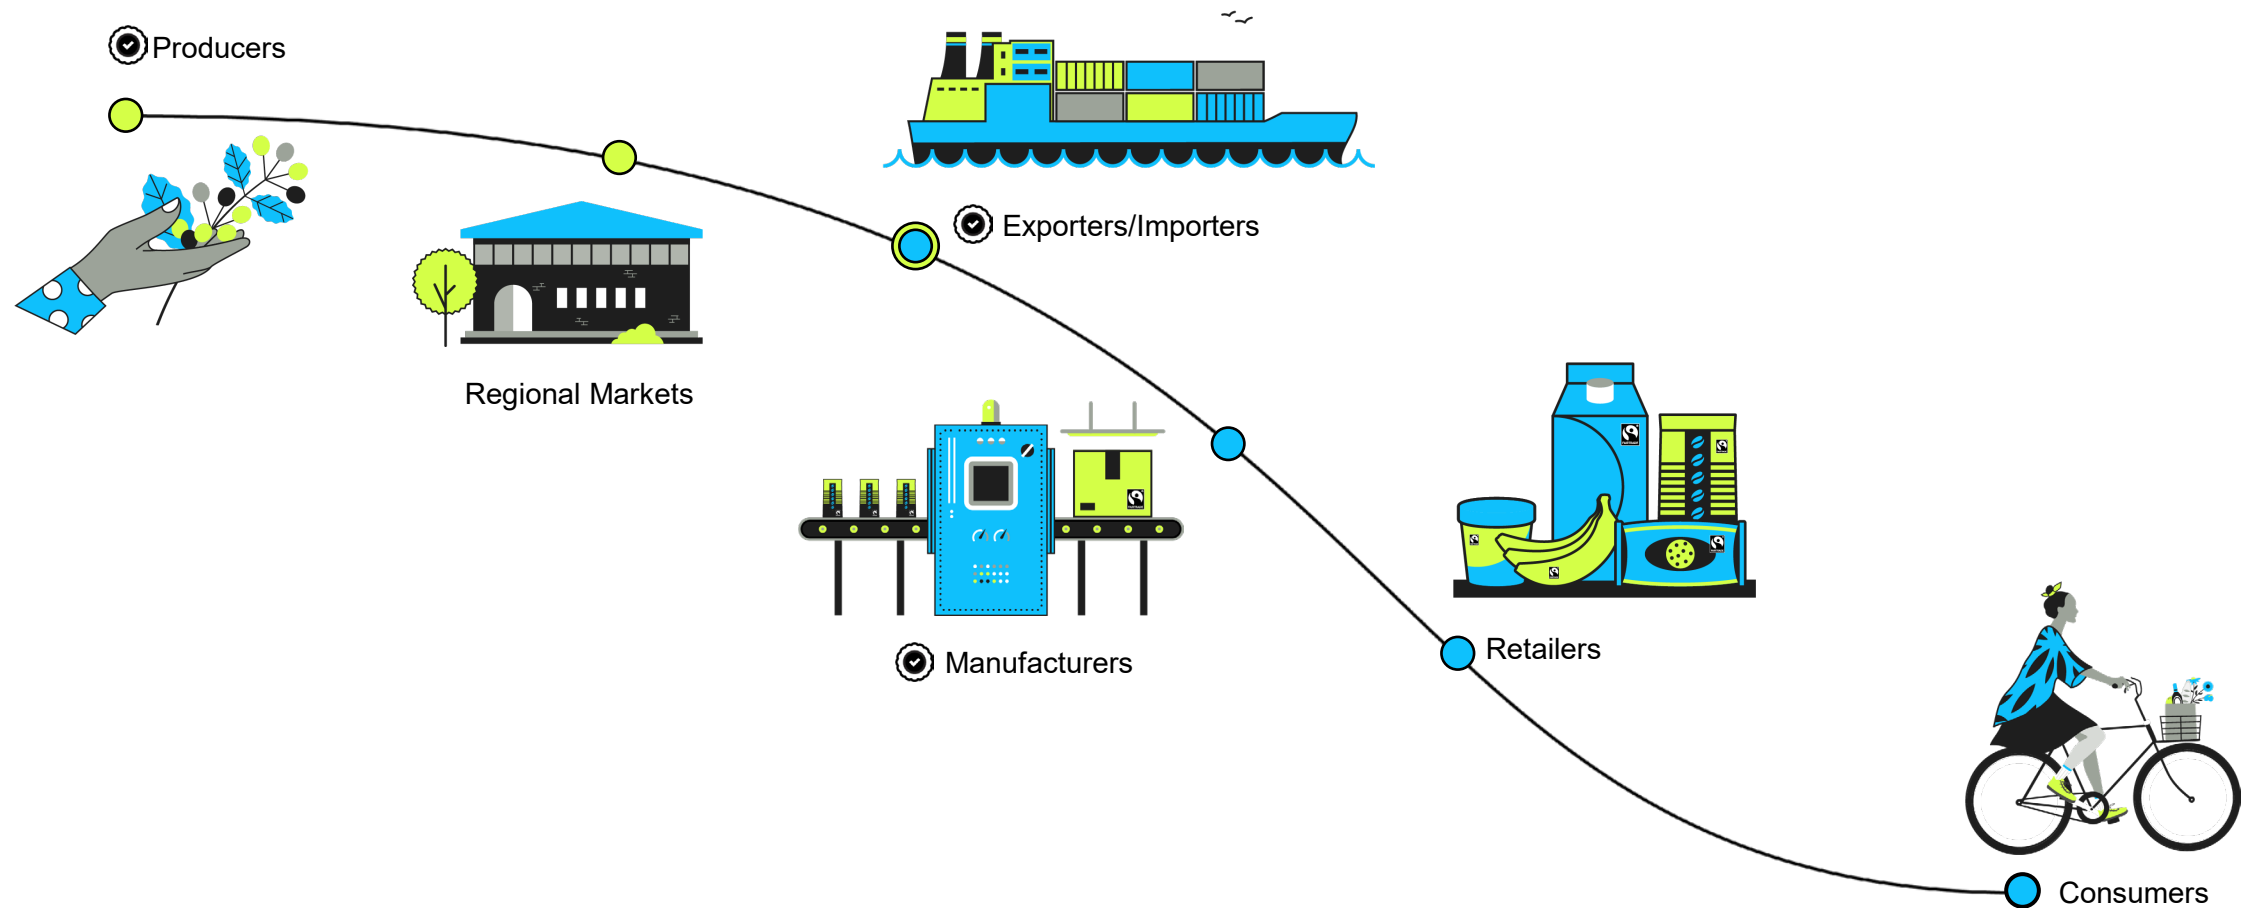 Producers
Exporters/Importers
Regional Markets
Retailers
Manufacturers
Consumers